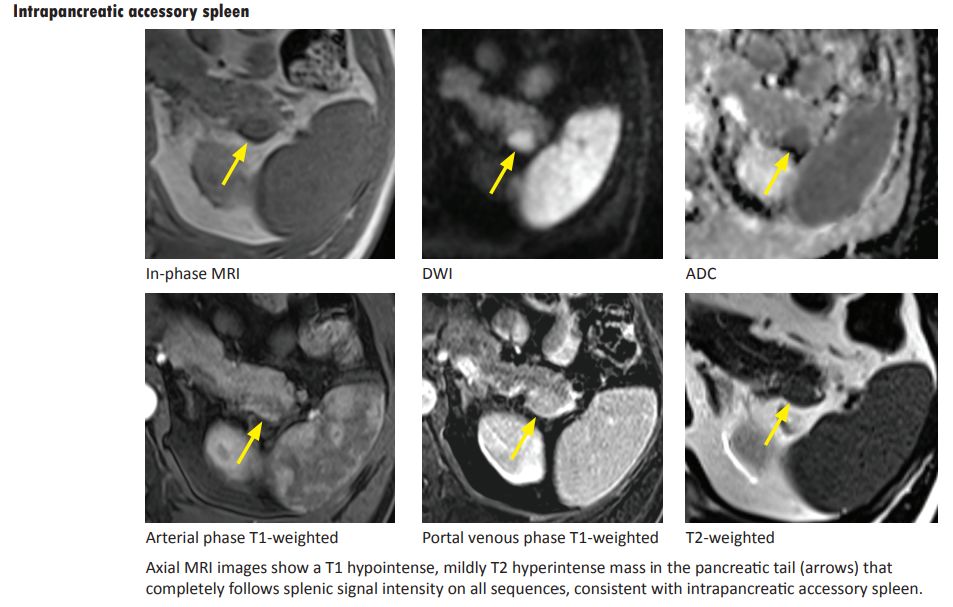 Intrapancreatic accessory spleen
In-phase MRI
DWI
ADC
Arterial phase T1-weighted
Portal venous phase T1-weighted
T2-weighted
Axial MRI images show a T1 hypointense, mildly T2 hyperintense mass in the pancreatic tail (arrows) that
completely follows splenic signal intensity on all sequences, consistent with intrapancreatic accessory spleen.